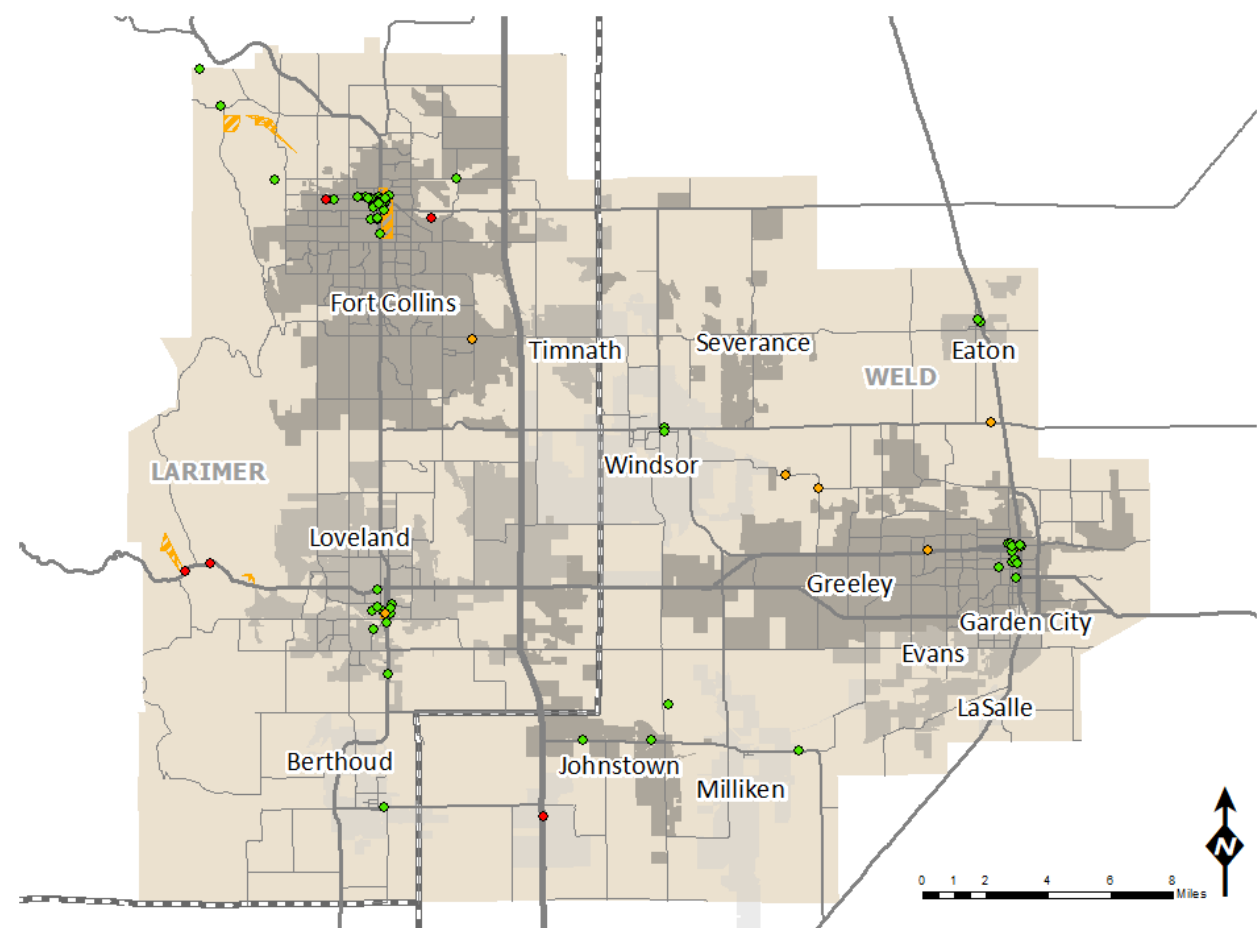 Fort Collins
Timnath
Severance
Eaton
WELD
LARIMER
Windsor
Loveland
Greeley
Garden City
Evans
LaSalle
Berthoud
Johnstown
Milliken
N
0 1 2 4 6 8
Miles